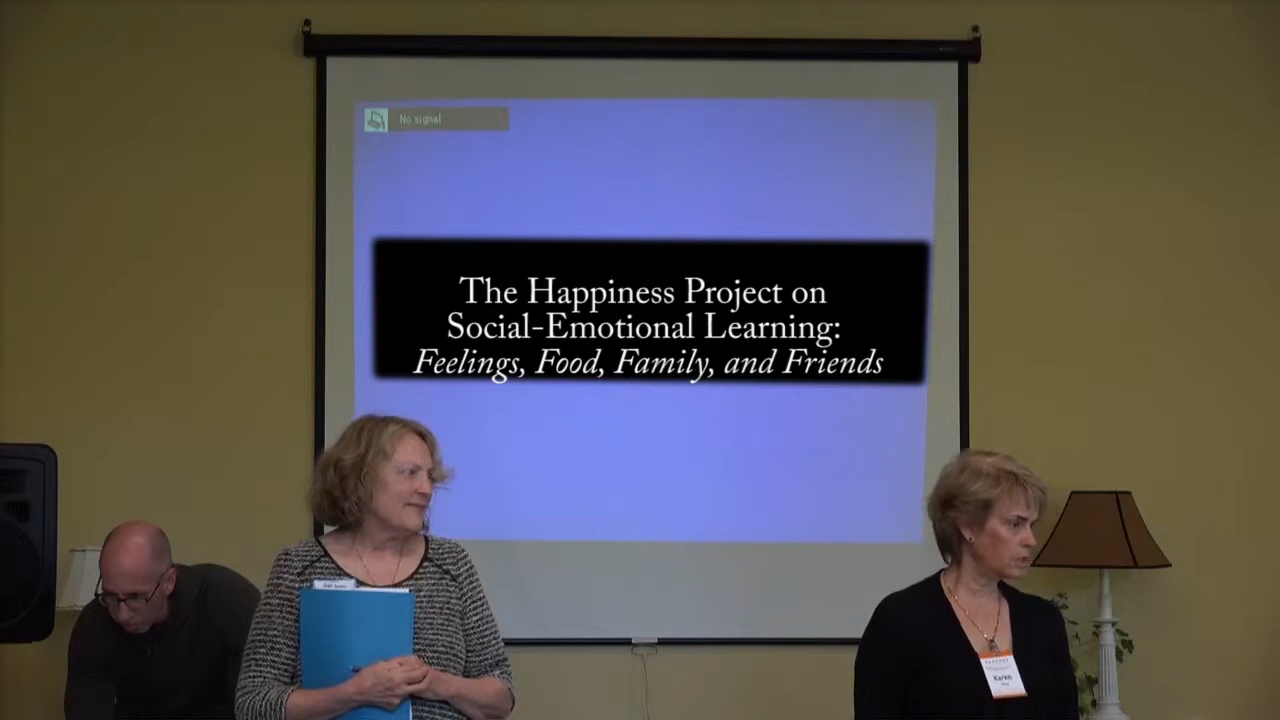 No signal
The Happiness Project on
Social-Emotional Learning:
Feelings, Food, Family, and Friends
Karen